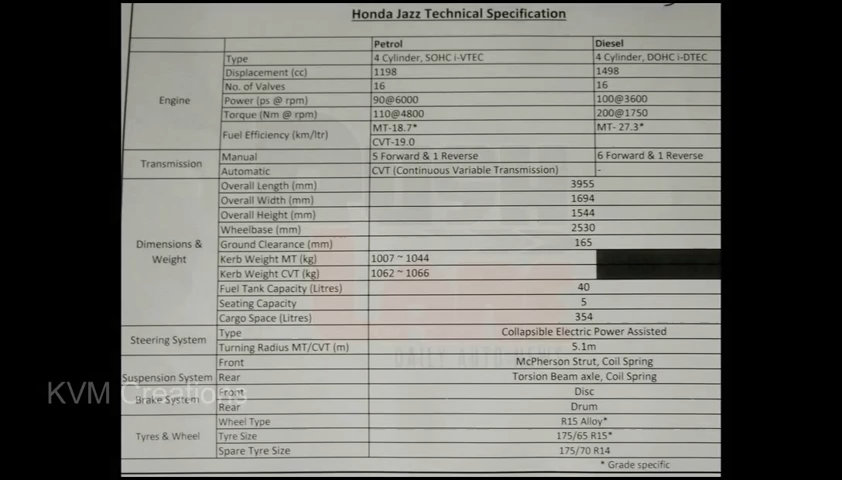 Honda Jazz Technical Specification
Petrol Diesel
Engine Type 4 Cylinder, SOHC i-VTEC 4 Cylinder, DOHC i-DTEC
Displacement (cc) 1198 1498
No. of Valves 16 16
Power (ps @ rpm) 90@6000 100@3600
Torque (Nm @ rpm) 110@4800 200@1750
Fuel Efficiency (km/ltr) MT-18.7* MT- 27.3*
CVT-19.0
Transmission Manual 5 Forward & 1 Reverse 6 Forward & 1 Reverse
Automatic CVT (Continuous Variable Transmission) -
Dimensions & Weight Overall Length (mm) 3955
Overall Width (mm) 1694
Overall Height (mm) 1544
Wheelbase (mm) 2530
Ground Clearance (mm) 165
Kerb Weight MT (kg) 1007 ~ 1044
Kerb Weight CVT (kg) 1062 ~ 1066
Fuel Tank Capacity (Litres) 40
Seating Capacity 5
Cargo Space (Litres) 354
Steering System Type Collapsible Electric Power Assisted
Turning Radius MT/CVT (m) 5.1m
Suspension System Front McPherson Strut, Coil Spring
Rear Torsion Beam axle, Coil Spring
Brake System Front Disc
Rear Drum
Tyres & Wheel Wheel Type R15 Alloy*
Tyre Size 175/65 R15*
Spare Tyre Size 175/70 R14
* Grade specific
KVM Creations